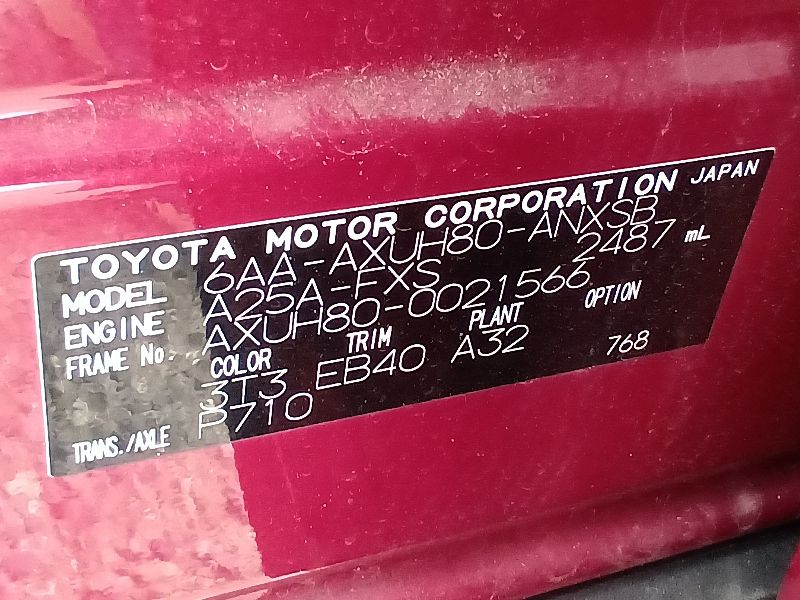 TOYOTA MOTOR CORPORATION JAPAN
MODEL 6AA-AXUH80-ANXSB
ENGINE A25A-FXS 2487 mL
FRAME No. AXUH80-0021566
COLOR TRIM PLANT OPTION
3T3 EB40 A32 768
TRANS./AXLE P710